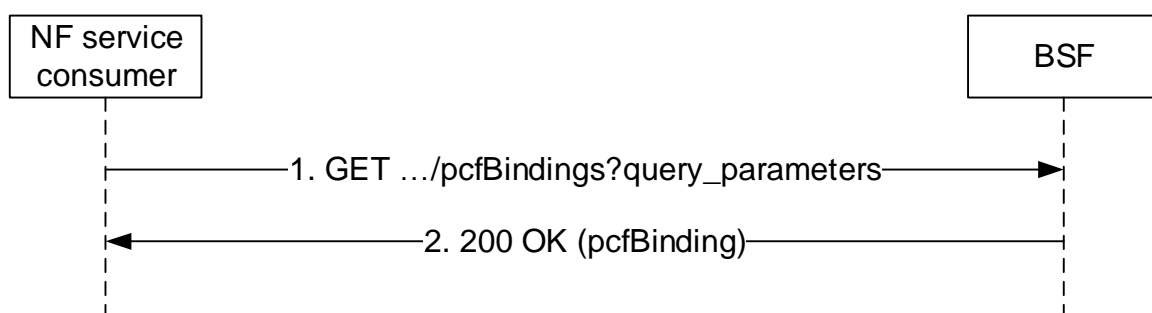 NF service
consumer
BSF
1. GET …/pcfBindings?query_parameters
2. 200 OK (pcfBinding)